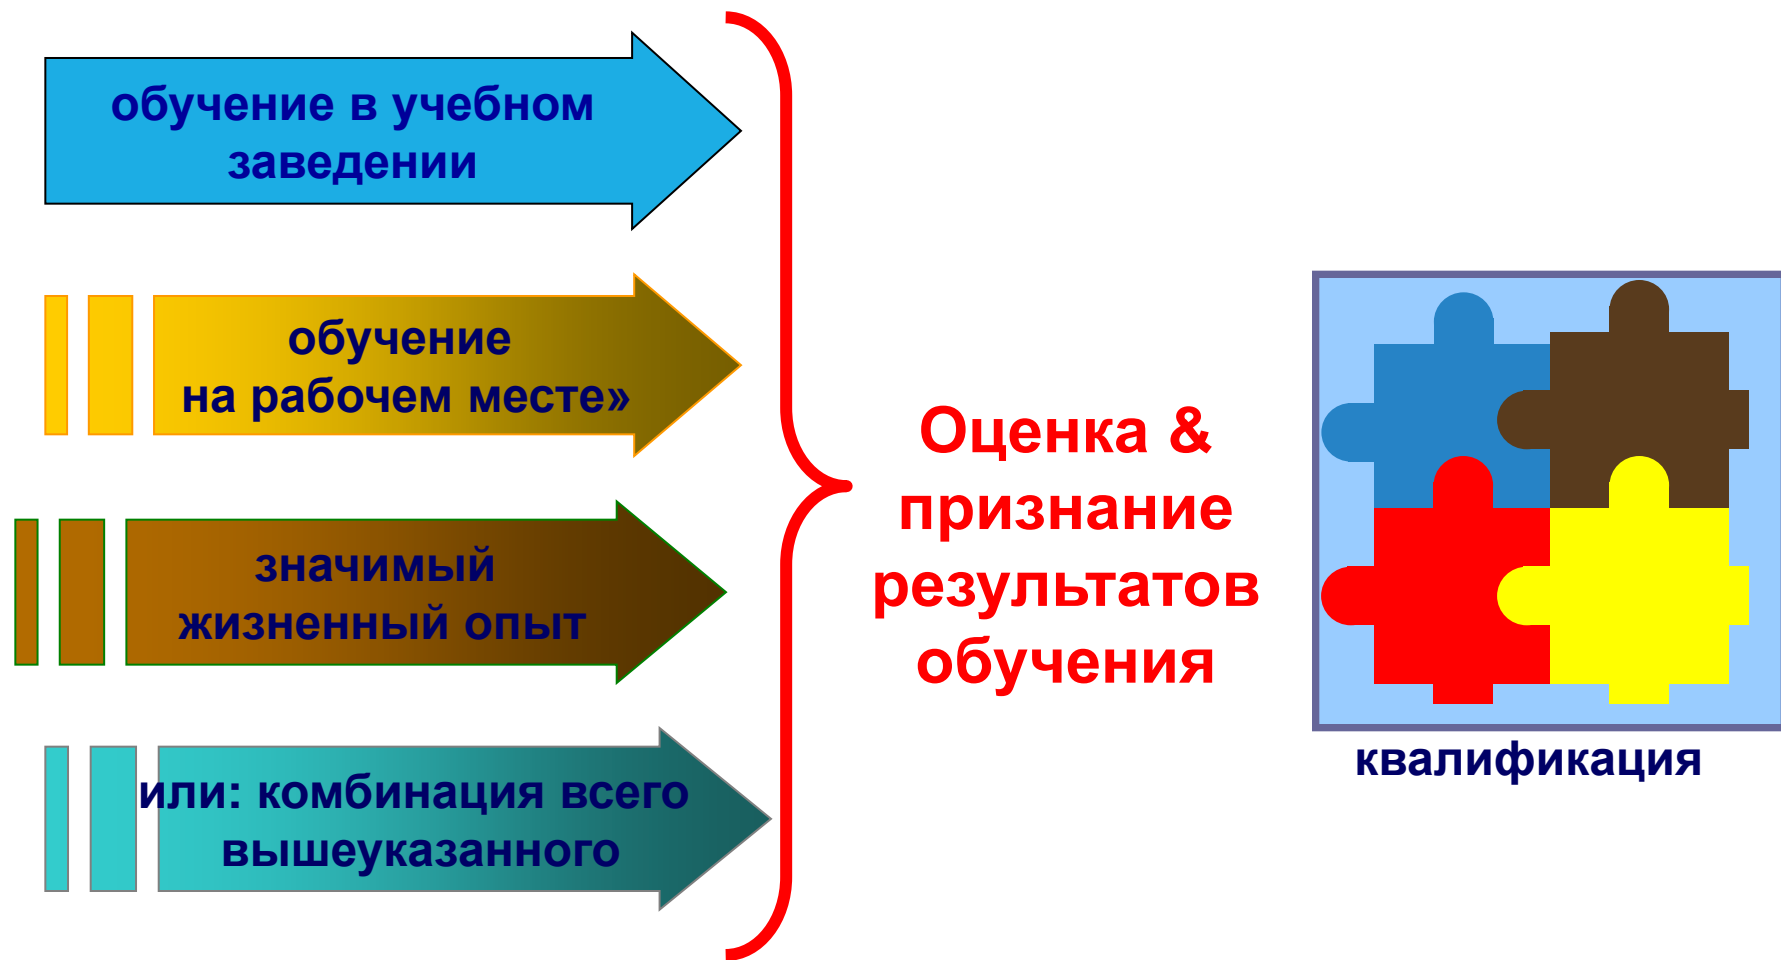 обучение в учебном
заведении
обучение
на рабочем месте»
значимый
жизненный опыт
или: комбинация всего
вышеуказанного
Оценка &
признание
результатов
обучения
квалификация